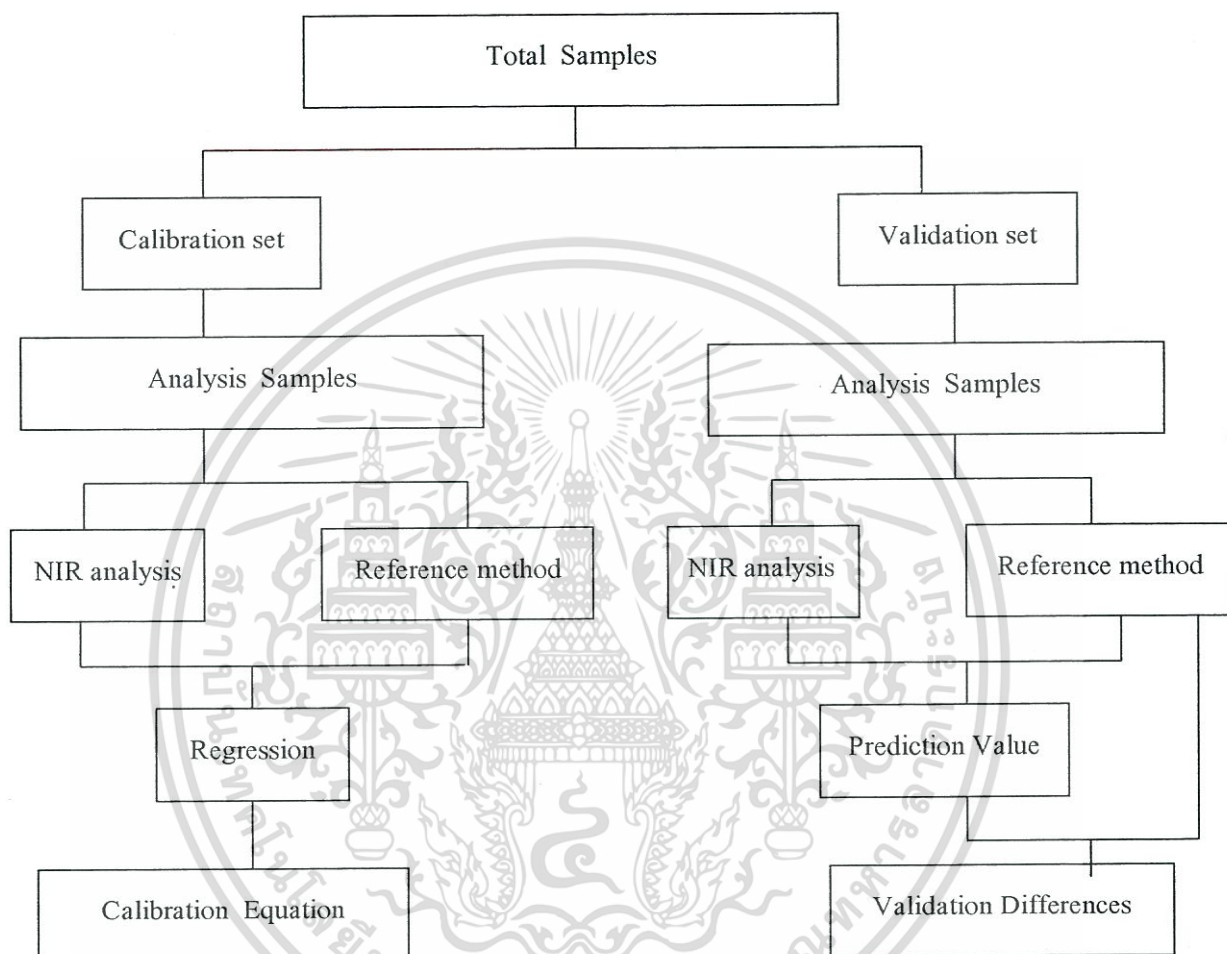 Total Samples
Calibration set
Validation set
Analysis Samples
Analysis Samples
NIR analysis
Reference method
NIR analysis
Reference method
Regression
Prediction Value
Calibration Equation
Validation Differences